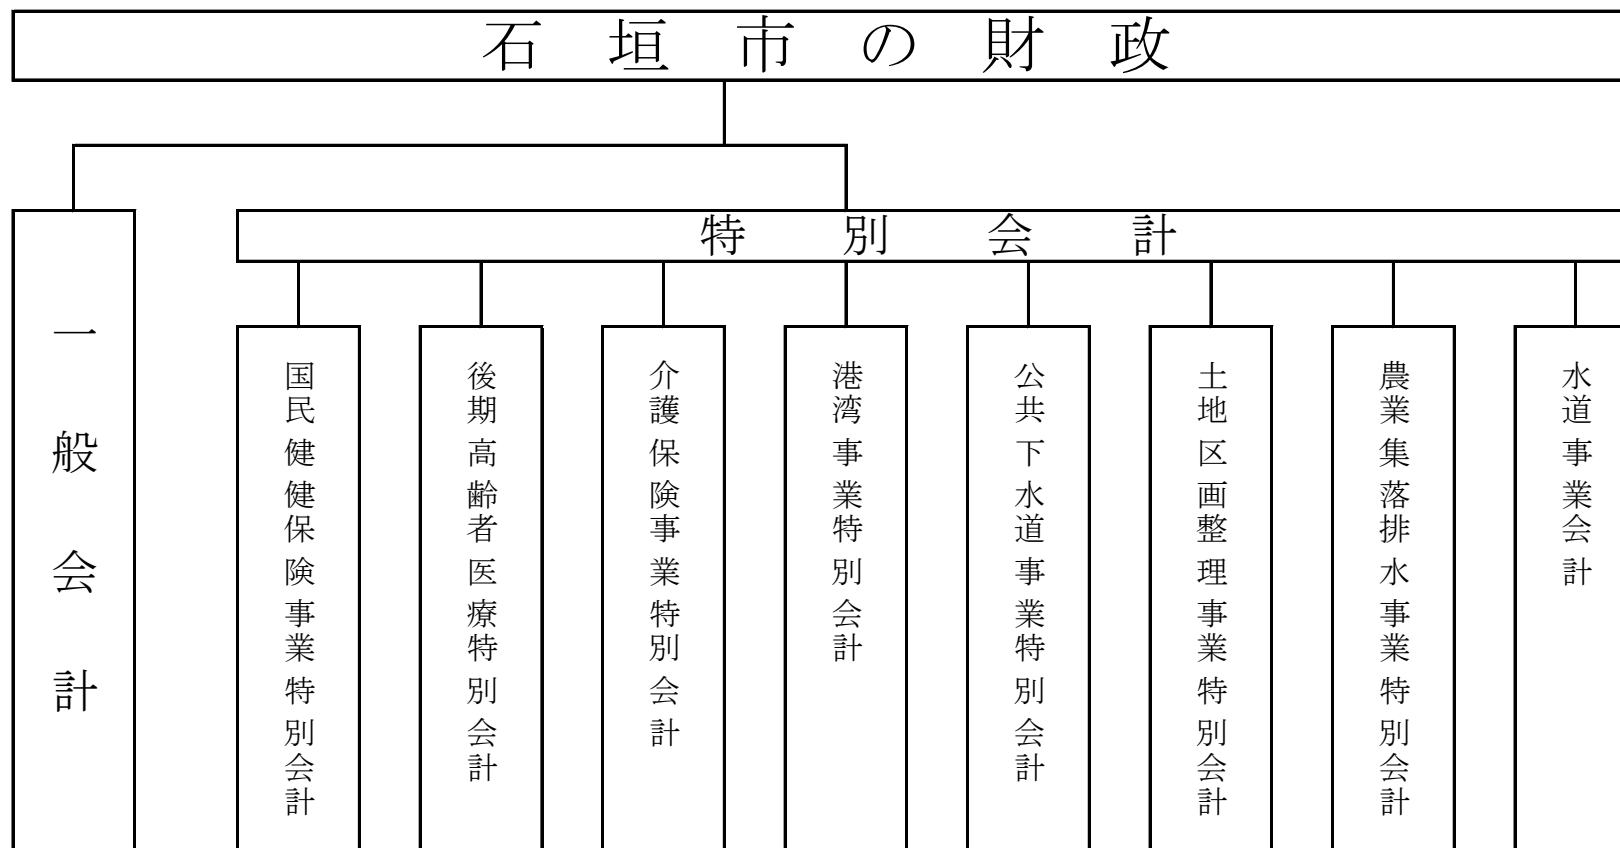 石垣市の財政
特別会計
一般会計
国民健健保険事業特別会計
後期高齢者医療特別会計
介護保険事業特別会計
港湾事業特別会計
公共下水道事業特別会計
土地区画整理事業特別会計
農業集落排水事業特別会計
水道事業会計